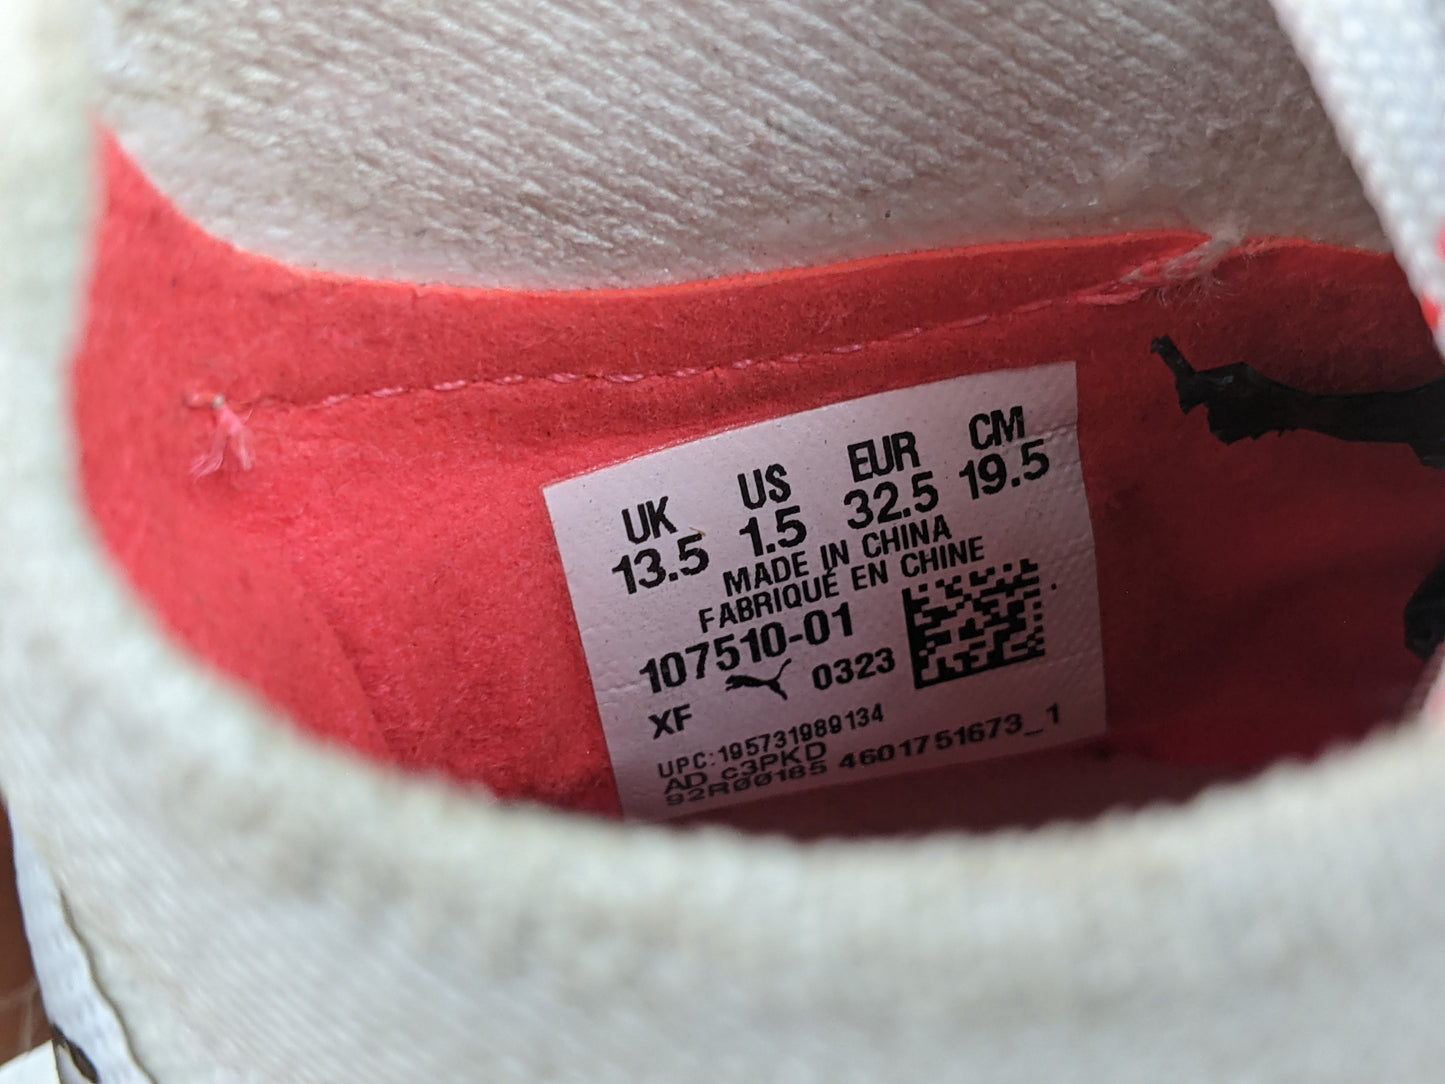 UK US EUR CM
13.5 1.5 32.5 19.5
MADE IN CHINA
FABRIQUÉ EN CHINE
107510-01
XF 0323
UPC:195731989134
AD c3PKD
92R00185 4601751673_1